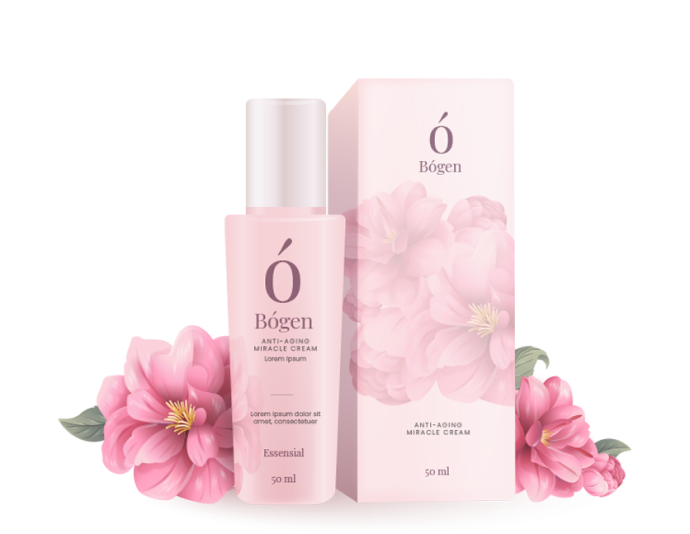 Ó
Bógen
ANTI-AGING
MIRACLE CREAM
Lorem Ipsum
Lorem ipsum dolor sit
amet, consectetuer
Essensial
50 ml
Ó
Bógen
ANTI-AGING
MIRACLE CREAM
50 ml